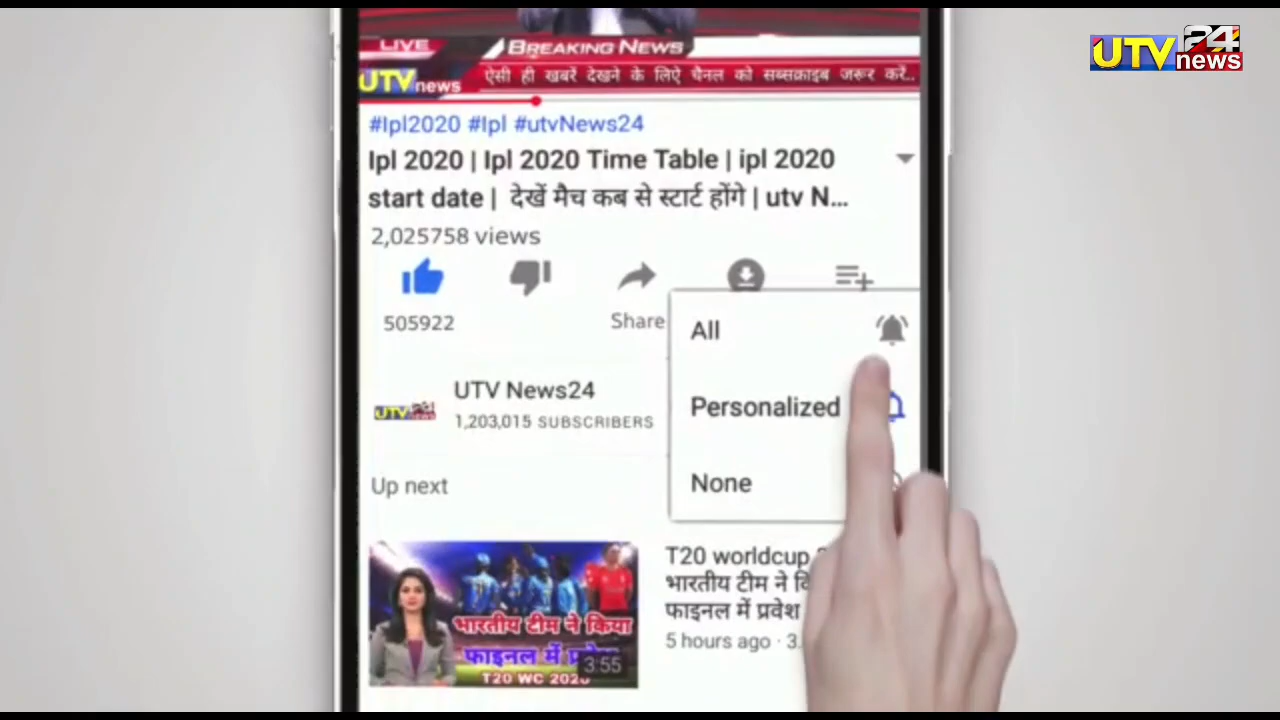 UTV 24
news
LIVE
BREAKING NEWS
UTV news
ऐसी ही खबरें देखने के लिऐ चैनल को सब्सक्राइब जरूर करें..
#Ipl2020 #Ipl #utvNews24
Ipl 2020 | Ipl 2020 Time Table | ipl 2020
start date | देखें मैच कब से स्टार्ट होंगे | utv N...
2,025758 views
505922
Share
All
Personalized
None
UTV News24
1,203,015 SUBSCRIBERS
UTV 24
Up next
T20 worldcup
भारतीय टीम ने
फाइनल में प्रवेश
5 hours ago · 3.
भारतीय टीम ने किया
फाइनल में
3:55
T20 WC 2020